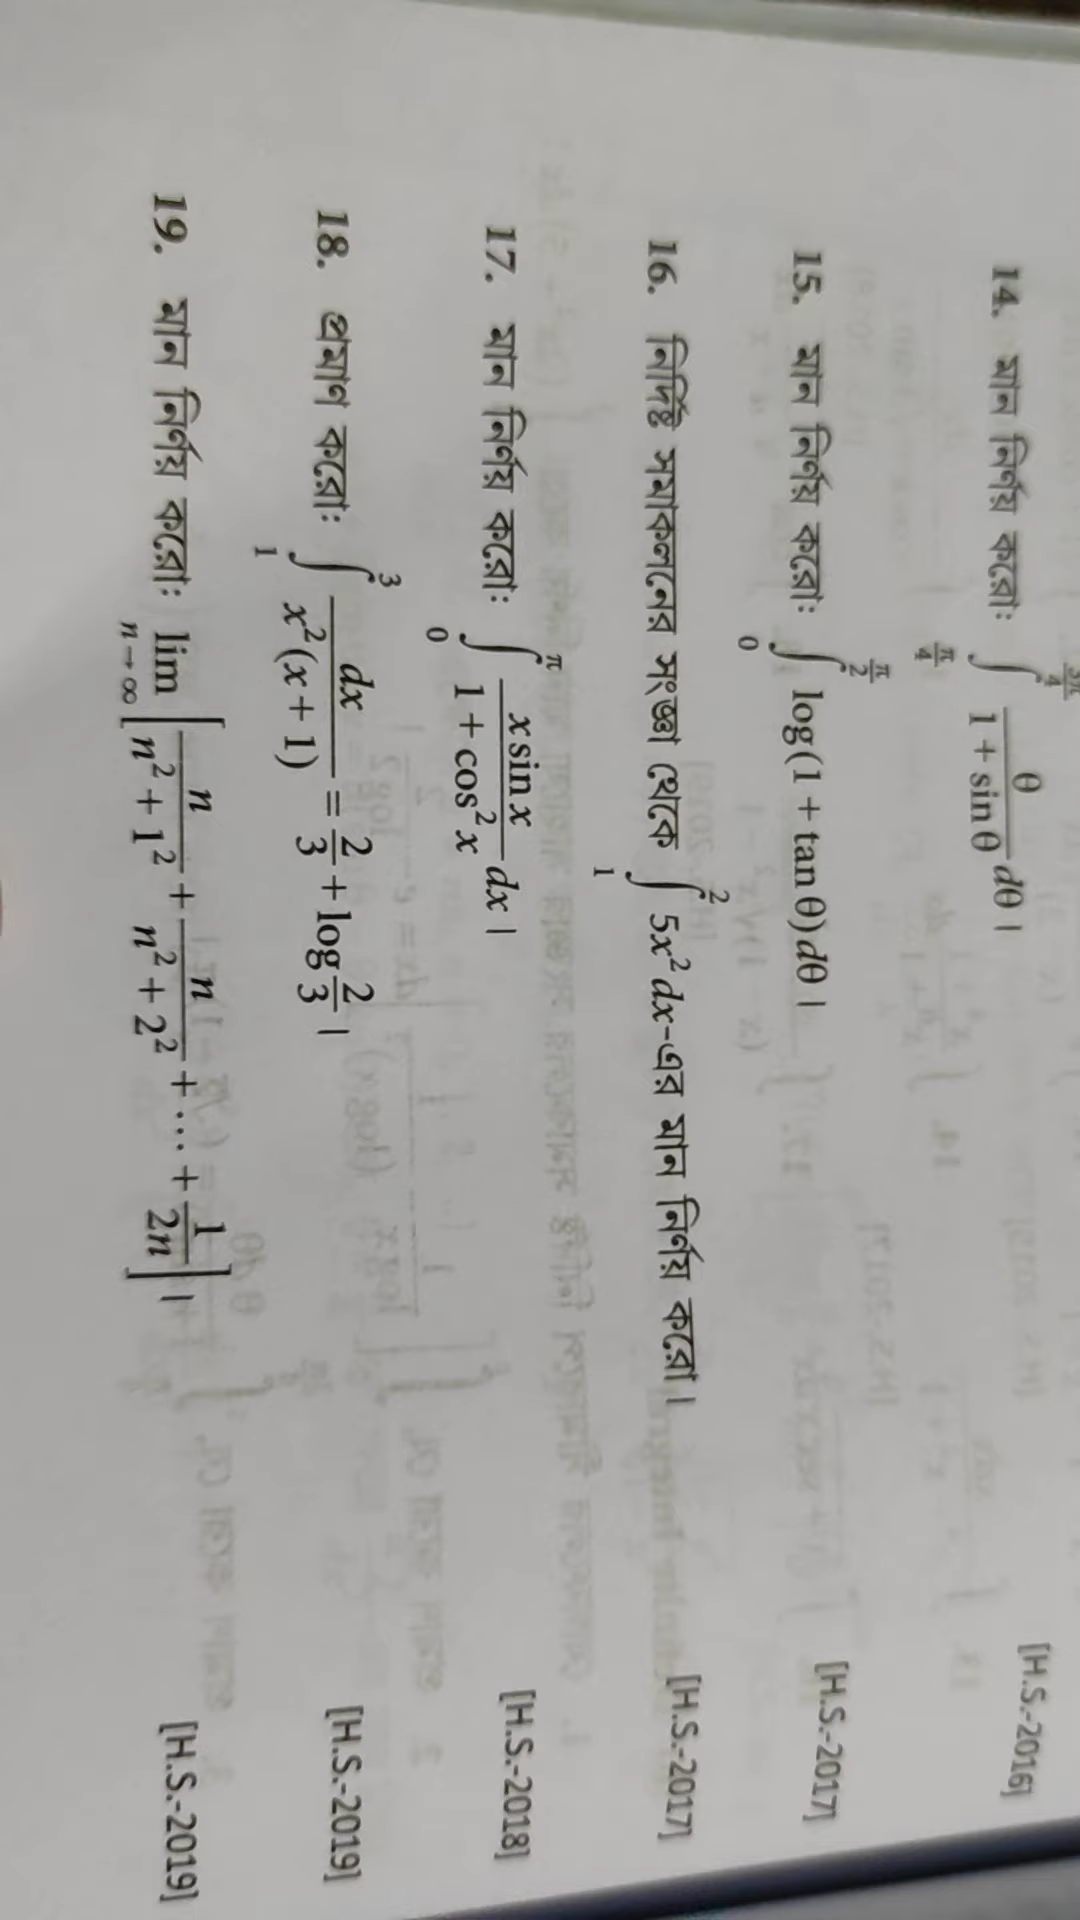 14. মান নির্ণয় করো: ∫_{π/4}^{3π/4} θ/(1 + sin θ) dθ। [H.S.-2016]
15. মান নির্ণয় করো: ∫_0^{π/2} log(1 + tan θ) dθ। [H.S.-2017]
16. নির্দিষ্ট সমাকলনের সংজ্ঞা থেকে ∫_1^2 5x² dx-এর মান নির্ণয় করো। [H.S.-2017]
17. মান নির্ণয় করো: ∫_0^π x sin x/(1 + cos² x) dx। [H.S.-2018]
18. প্রমাণ করো: ∫_1^3 dx/(x²(x + 1)) = 2/3 + log 2/3। [H.S.-2019]
19. মান নির্ণয় করো: lim_{n→∞} [n/(n² + 1²) + n/(n² + 2²) + ... + 1/(2n)]। [H.S.-2019]